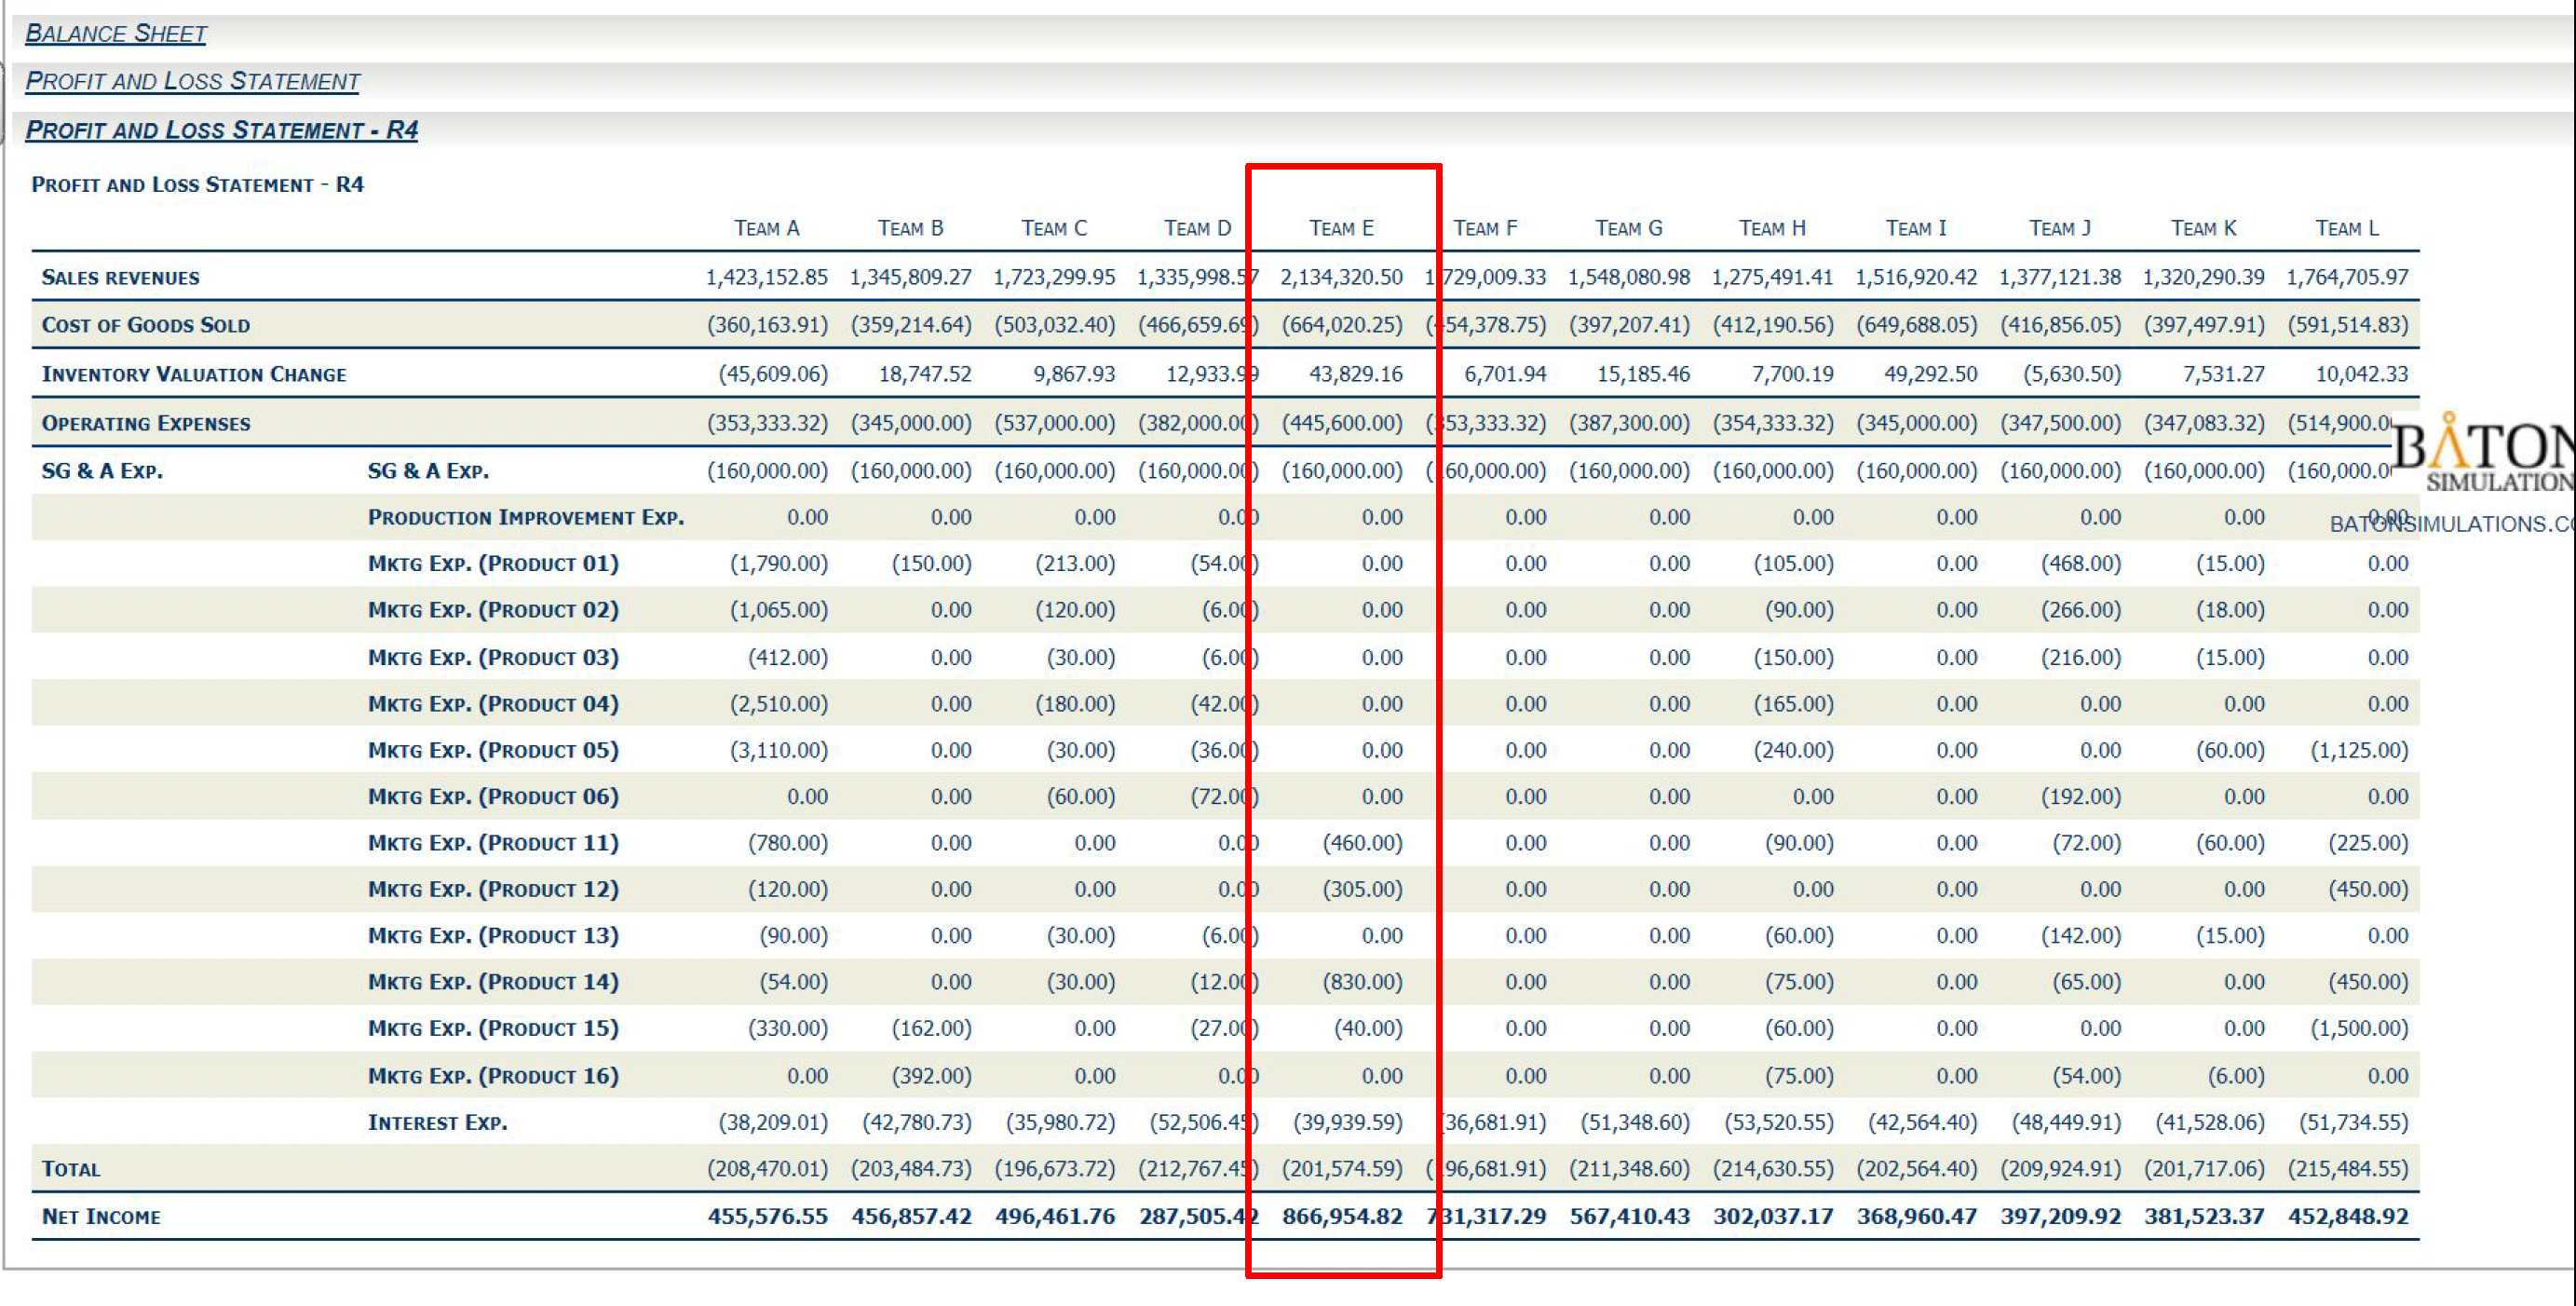 BALANCE SHEET
PROFIT AND LOSS STATEMENT
PROFIT AND LOSS STATEMENT - R4
PROFIT AND LOSS STATEMENT - R4
TEAM A TEAM B TEAM C TEAM D TEAM E TEAM F TEAM G TEAM H TEAM I TEAM J TEAM K TEAM L
SALES REVENUES 1,423,152.85 1,345,809.27 1,723,299.95 1,335,998.57 2,134,320.50 1,729,009.33 1,548,080.98 1,275,491.41 1,516,920.42 1,377,121.38 1,320,290.39 1,764,705.97
COST OF GOODS SOLD (360,163.91) (359,214.64) (503,032.40) (466,659.69) (664,020.25) (454,378.75) (397,207.41) (412,190.56) (649,688.05) (416,856.05) (397,497.91) (591,514.83)
INVENTORY VALUATION CHANGE (45,609.06) 18,747.52 9,867.93 12,933.99 43,829.16 6,701.94 15,185.46 7,700.19 49,292.50 (5,630.50) 7,531.27 10,042.33
OPERATING EXPENSES (353,333.32) (345,000.00) (537,000.00) (382,000.00) (445,600.00) (353,333.32) (387,300.00) (354,333.32) (345,000.00) (347,500.00) (347,083.32) (514,900.0
SG & A EXP. SG & A EXP. (160,000.00) (160,000.00) (160,000.00) (160,000.00) (160,000.00) (160,000.00) (160,000.00) (160,000.00) (160,000.00) (160,000.00) (160,000.00) (160,000.0
BATON
SIMULATION
PRODUCTION IMPROVEMENT EXP. 0.00 0.00 0.00 0.00 0.00 0.00 0.00 0.00 0.00 0.00 0.00 0.00
BATONSIMULATIONS.CO
MKTG EXP. (PRODUCT 01) (1,790.00) (150.00) (213.00) (54.00) 0.00 0.00 0.00 (105.00) 0.00 (468.00) (15.00) 0.00
MKTG EXP. (PRODUCT 02) (1,065.00) 0.00 (120.00) (6.00) 0.00 0.00 0.00 (90.00) 0.00 (266.00) (18.00) 0.00
MKTG EXP. (PRODUCT 03) (412.00) 0.00 (30.00) (6.00) 0.00 0.00 0.00 (150.00) 0.00 (216.00) (15.00) 0.00
MKTG EXP. (PRODUCT 04) (2,510.00) 0.00 (180.00) (42.00) 0.00 0.00 0.00 (165.00) 0.00 0.00 0.00 0.00
MKTG EXP. (PRODUCT 05) (3,110.00) 0.00 (30.00) (36.00) 0.00 0.00 0.00 (240.00) 0.00 0.00 (60.00) (1,125.00)
MKTG EXP. (PRODUCT 06) 0.00 0.00 (60.00) (72.00) 0.00 0.00 0.00 0.00 0.00 (192.00) 0.00 0.00
MKTG EXP. (PRODUCT 11) (780.00) 0.00 0.00 0.00 (460.00) 0.00 0.00 (90.00) 0.00 (72.00) (60.00) (225.00)
MKTG EXP. (PRODUCT 12) (120.00) 0.00 0.00 0.00 (305.00) 0.00 0.00 0.00 0.00 0.00 0.00 (450.00)
MKTG EXP. (PRODUCT 13) (90.00) 0.00 (30.00) (6.00) 0.00 0.00 0.00 (60.00) 0.00 (142.00) (15.00) 0.00
MKTG EXP. (PRODUCT 14) (54.00) 0.00 (30.00) (12.00) (830.00) 0.00 0.00 (75.00) 0.00 (65.00) 0.00 (450.00)
MKTG EXP. (PRODUCT 15) (330.00) (162.00) 0.00 (27.00) (40.00) 0.00 0.00 (60.00) 0.00 0.00 0.00 (1,500.00)
MKTG EXP. (PRODUCT 16) 0.00 (392.00) 0.00 0.00 0.00 0.00 0.00 (75.00) 0.00 (54.00) (6.00) 0.00
INTEREST EXP. (38,209.01) (42,780.73) (35,980.72) (52,506.45) (39,939.59) (36,681.91) (51,348.60) (53,520.55) (42,564.40) (48,449.91) (41,528.06) (51,734.55)
TOTAL (208,470.01) (203,484.73) (196,673.72) (212,767.45) (201,574.59) (196,681.91) (211,348.60) (214,630.55) (202,564.40) (209,924.91) (201,717.06) (215,484.55)
NET INCOME 455,576.55 456,857.42 496,461.76 287,505.42 866,954.82 731,317.29 567,410.43 302,037.17 368,960.47 397,209.92 381,523.37 452,848.92